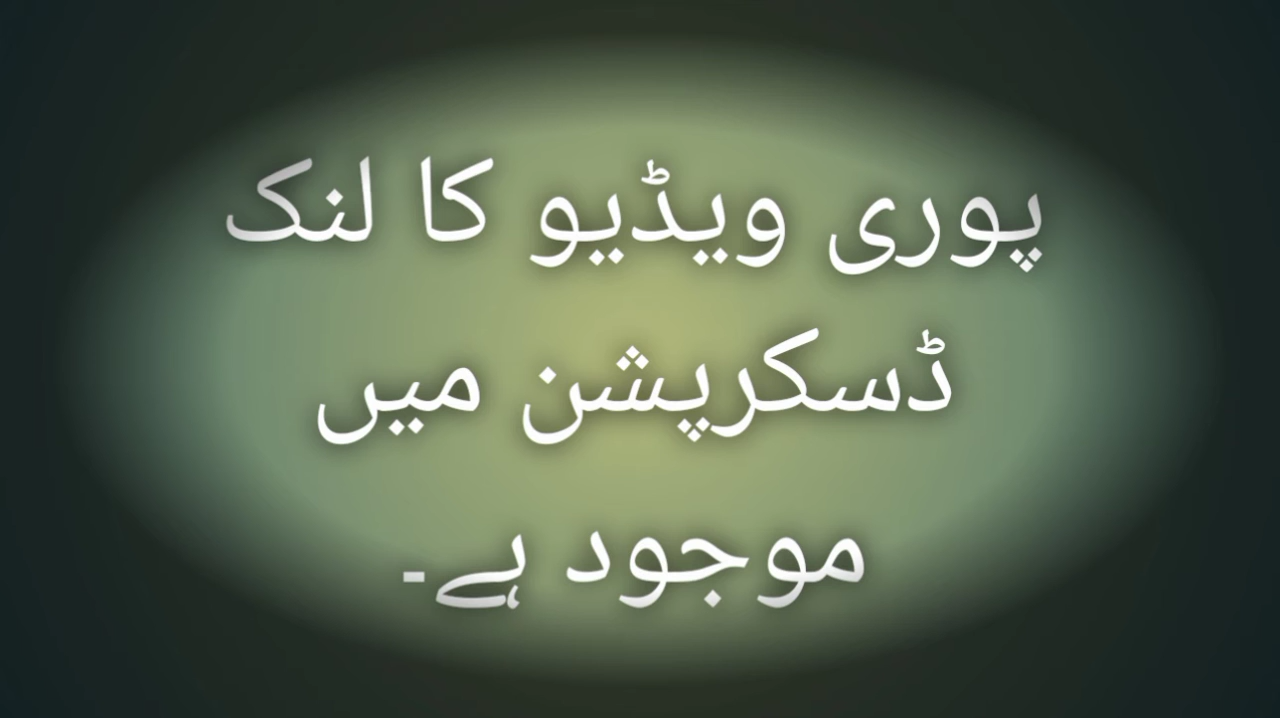 پوری ویڈیو کا لنک
ڈسکرپشن میں
موجود ہے۔